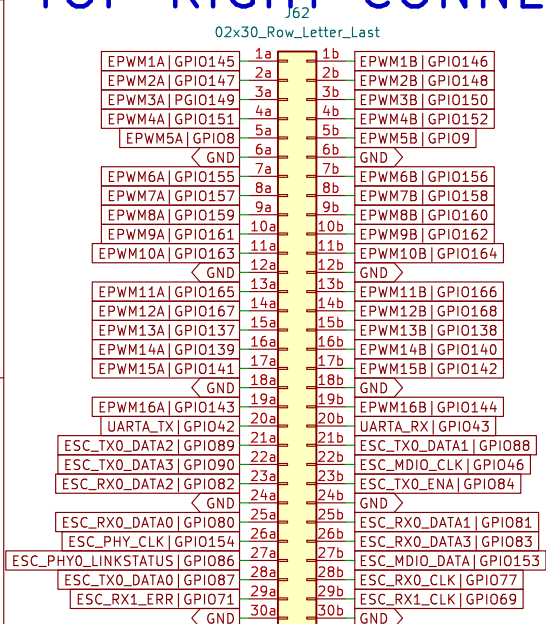 TOP RIGHT CONNE
J62
02x30_Row_Letter_Last
EPWM1A|GPIO145 1a 1b EPWM1B|GPIO146
EPWM2A|GPIO147 2a 2b EPWM2B|GPIO148
EPWM3A|PGIO149 3a 3b EPWM3B|GPIO150
EPWM4A|GPIO151 4a 4b EPWM4B|GPIO152
EPWM5A|GPIO8 5a 5b EPWM5B|GPIO9
GND 6a 6b GND
EPWM6A|GPIO155 7a 7b EPWM6B|GPIO156
EPWM7A|GPIO157 8a 8b EPWM7B|GPIO158
EPWM8A|GPIO159 9a 9b EPWM8B|GPIO160
EPWM9A|GPIO161 10a 10b EPWM9B|GPIO162
EPWM10A|GPIO163 11a 11b EPWM10B|GPIO164
GND 12a 12b GND
EPWM11A|GPIO165 13a 13b EPWM11B|GPIO166
EPWM12A|GPIO167 14a 14b EPWM12B|GPIO168
EPWM13A|GPIO137 15a 15b EPWM13B|GPIO138
EPWM14A|GPIO139 16a 16b EPWM14B|GPIO140
EPWM15A|GPIO141 17a 17b EPWM15B|GPIO142
GND 18a 18b GND
EPWM16A|GPIO143 19a 19b EPWM16B|GPIO144
UARTA_TX|GPIO42 20a 20b UARTA_RX|GPIO43
ESC_TX0_DATA2|GPIO89 21a 21b ESC_TX0_DATA1|GPIO88
ESC_TX0_DATA3|GPIO90 22a 22b ESC_MDIO_CLK|GPIO46
ESC_RX0_DATA2|GPIO82 23a 23b ESC_TX0_ENA|GPIO84
GND 24a 24b GND
ESC_RX0_DATA0|GPIO80 25a 25b ESC_RX0_DATA1|GPIO81
ESC_PHY_CLK|GPIO154 26a 26b ESC_RX0_DATA3|GPIO83
ESC_PHY0_LINKSTATUS|GPIO86 27a 27b ESC_MDIO_DATA|GPIO153
ESC_TX0_DATA0|GPIO87 28a 28b ESC_RX0_CLK|GPIO77
ESC_RX1_ERR|GPIO71 29a 29b ESC_RX1_CLK|GPIO69
GND 30a 30b GND